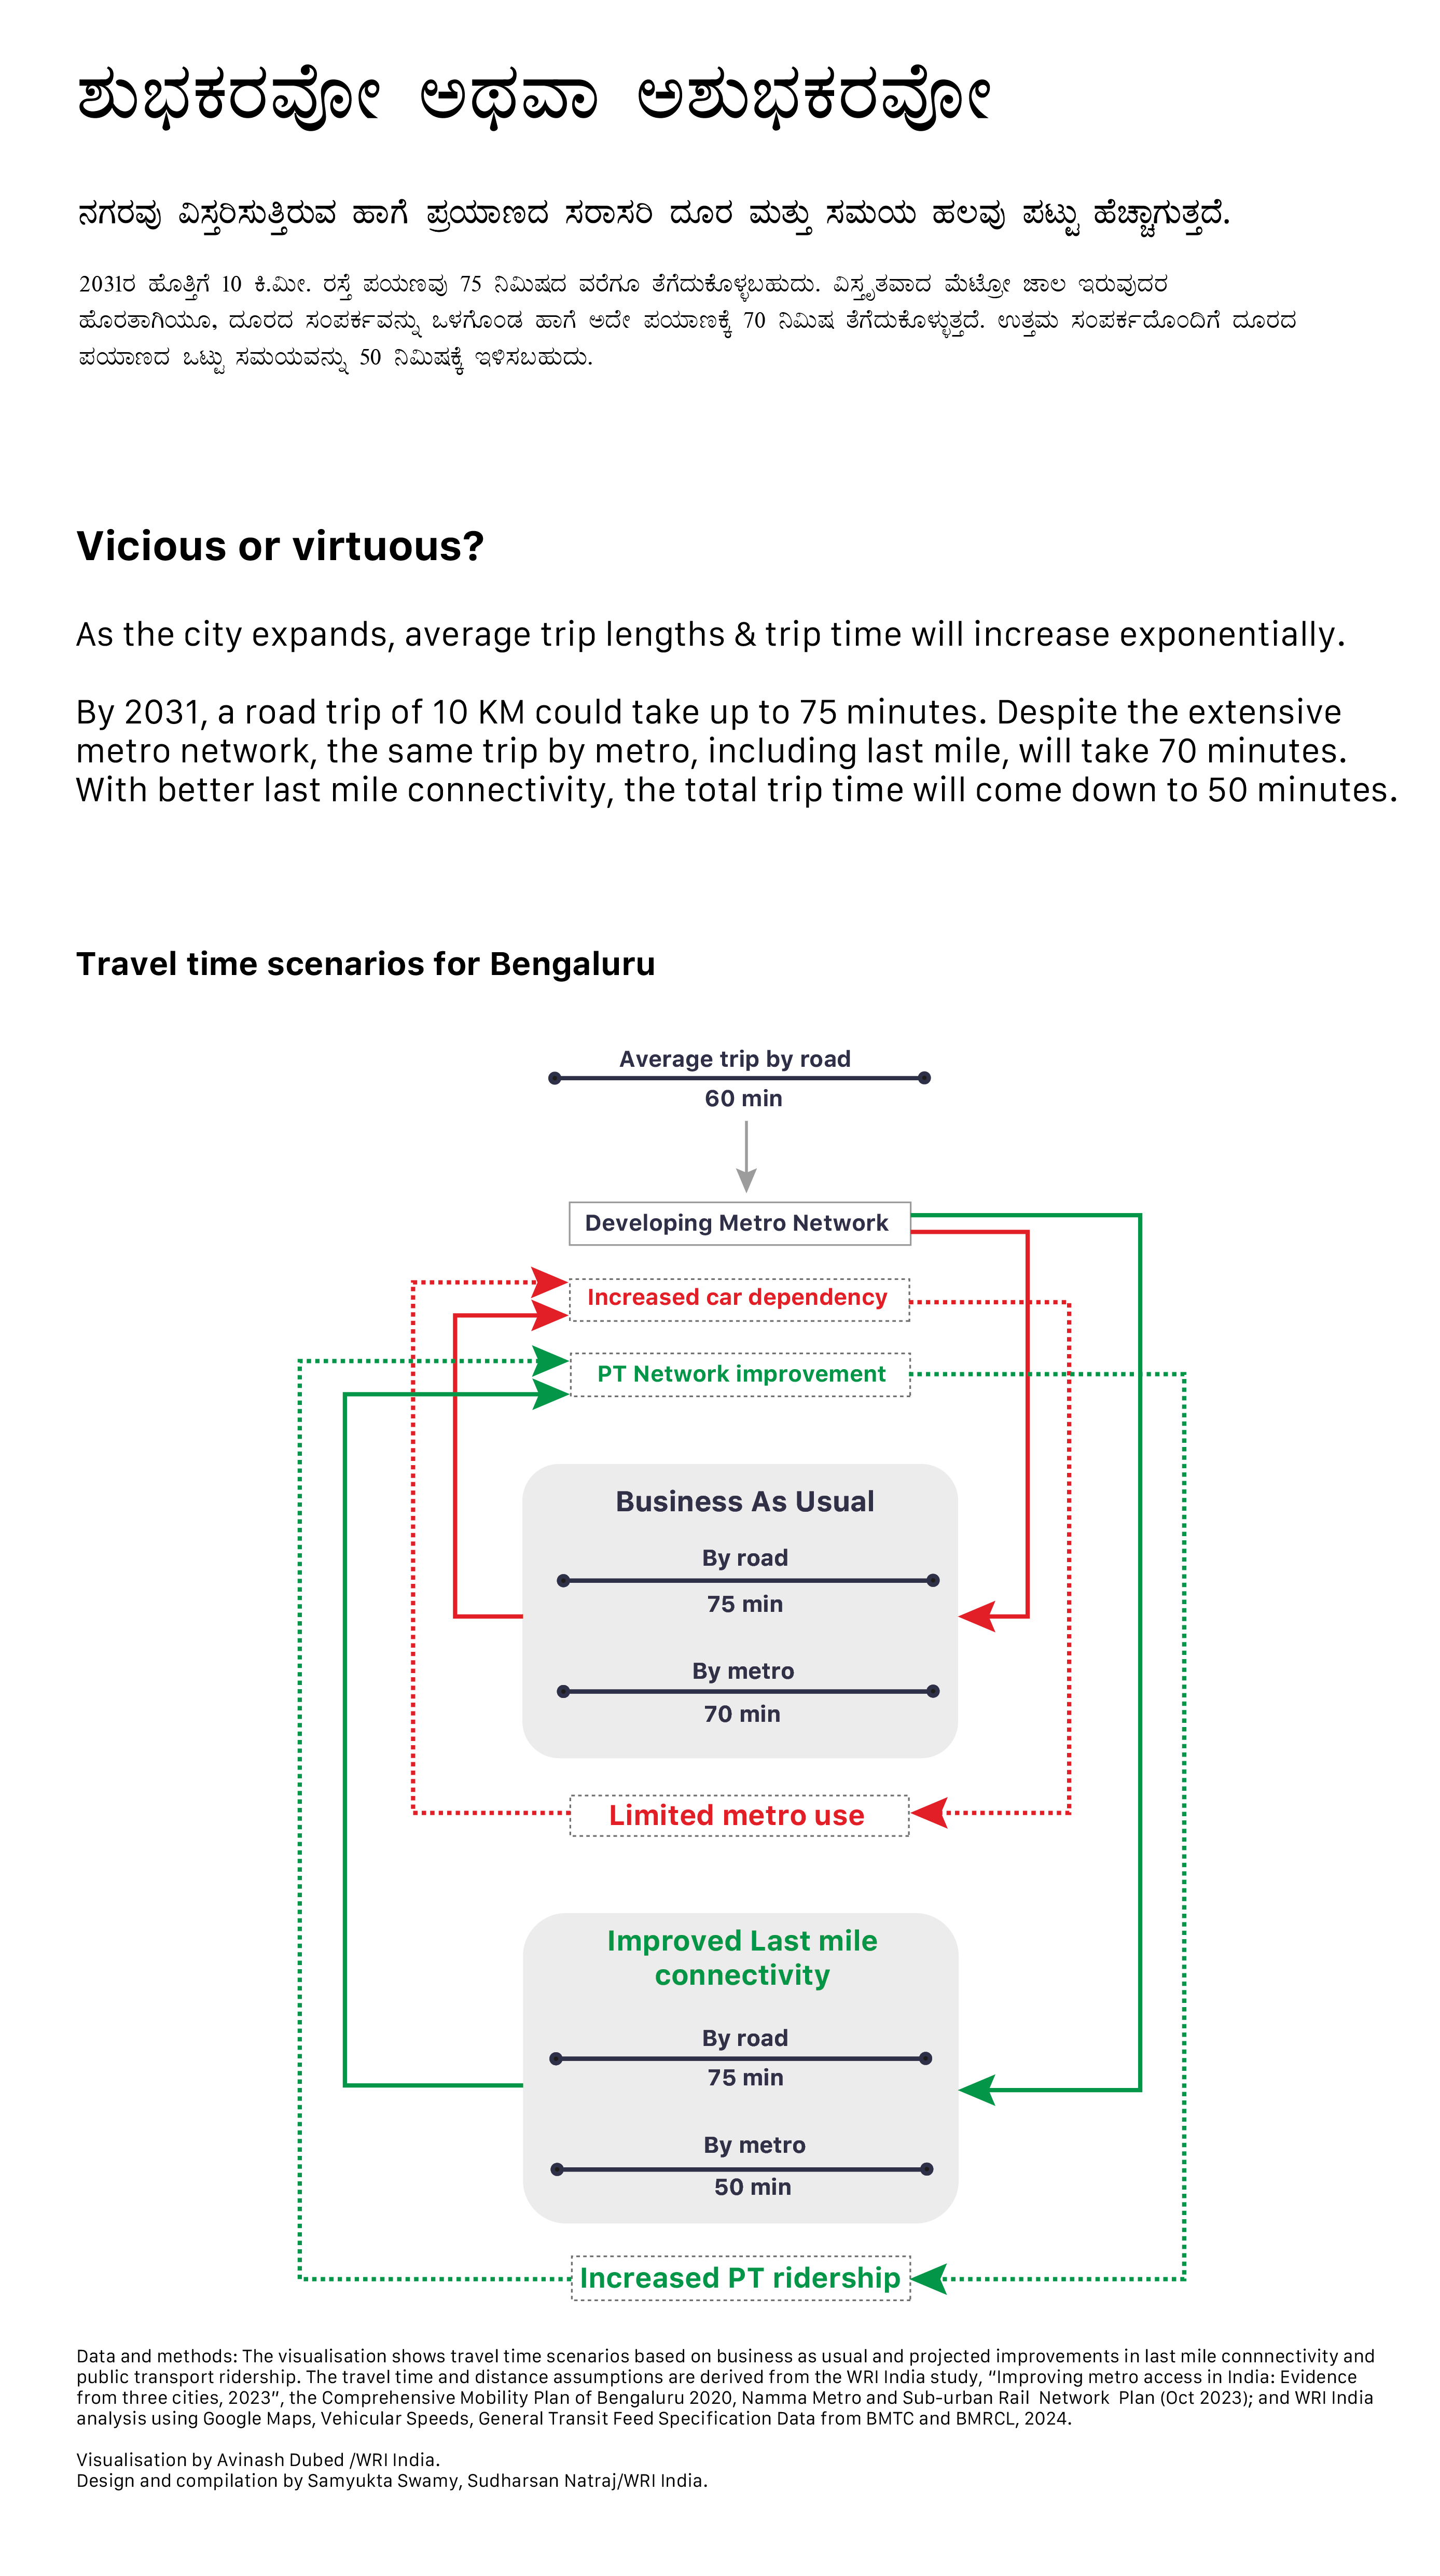 ಶುಭಕರವೋ ಅಥವಾ ಅಶುಭಕರವೋ
ನಗರವು ವಿಸ್ತರಿಸುತ್ತಿರುವ ಹಾಗೆ ಪ್ರಯಾಣದ ಸರಾಸರಿ ದೂರ ಮತ್ತು ಸಮಯ ಹಲವು ಪಟ್ಟು ಹೆಚ್ಚಾಗುತ್ತದೆ.
2031ರ ಹೊತ್ತಿಗೆ 10 ಕಿ.ಮೀ. ರಸ್ತೆ ಪಯಣವು 75 ನಿಮಿಷದ ವರೆಗೂ ತೆಗೆದುಕೊಳ್ಳಬಹುದು. ವಿಸ್ತೃತವಾದ ಮೆಟ್ರೋ ಜಾಲ ಇರುವುದರ
ಹೊರತಾಗಿಯೂ, ದೂರದ ಸಂಪರ್ಕವನ್ನು ಒಳಗೊಂಡ ಹಾಗೆ ಅದೇ ಪಯಾಣಕ್ಕೆ 70 ನಿಮಿಷ ತೆಗೆದುಕೊಳ್ಳುತ್ತದೆ. ಉತ್ತಮ ಸಂಪರ್ಕದೊಂದಿಗೆ ದೂರದ
ಪಯಾಣದ ಒಟ್ಟು ಸಮಯವನ್ನು 50 ನಿಮಿಷಕ್ಕೆ ಇಳಿಸಬಹುದು.
Vicious or virtuous?
As the city expands, average trip lengths & trip time will increase exponentially.
By 2031, a road trip of 10 KM could take up to 75 minutes. Despite the extensive
metro network, the same trip by metro, including last mile, will take 70 minutes.
With better last mile connectivity, the total trip time will come down to 50 minutes.
Travel time scenarios for Bengaluru
Average trip by road
60 min
Developing Metro Network
Increased car dependency
PT Network improvement
Business As Usual
By road
75 min
By metro
70 min
Limited metro use
Improved Last mile
connectivity
By road
75 min
By metro
50 min
Increased PT ridership
Data and methods: The visualisation shows travel time scenarios based on business as usual and projected improvements in last mile connnectivity and
public transport ridership. The travel time and distance assumptions are derived from the WRI India study, “Improving metro access in India: Evidence
from three cities, 2023”, the Comprehensive Mobility Plan of Bengaluru 2020, Namma Metro and Sub-urban Rail Network Plan (Oct 2023); and WRI India
analysis using Google Maps, Vehicular Speeds, General Transit Feed Specification Data from BMTC and BMRCL, 2024.
Visualisation by Avinash Dubed /WRI India.
Design and compilation by Samyukta Swamy, Sudharsan Natraj/WRI India.